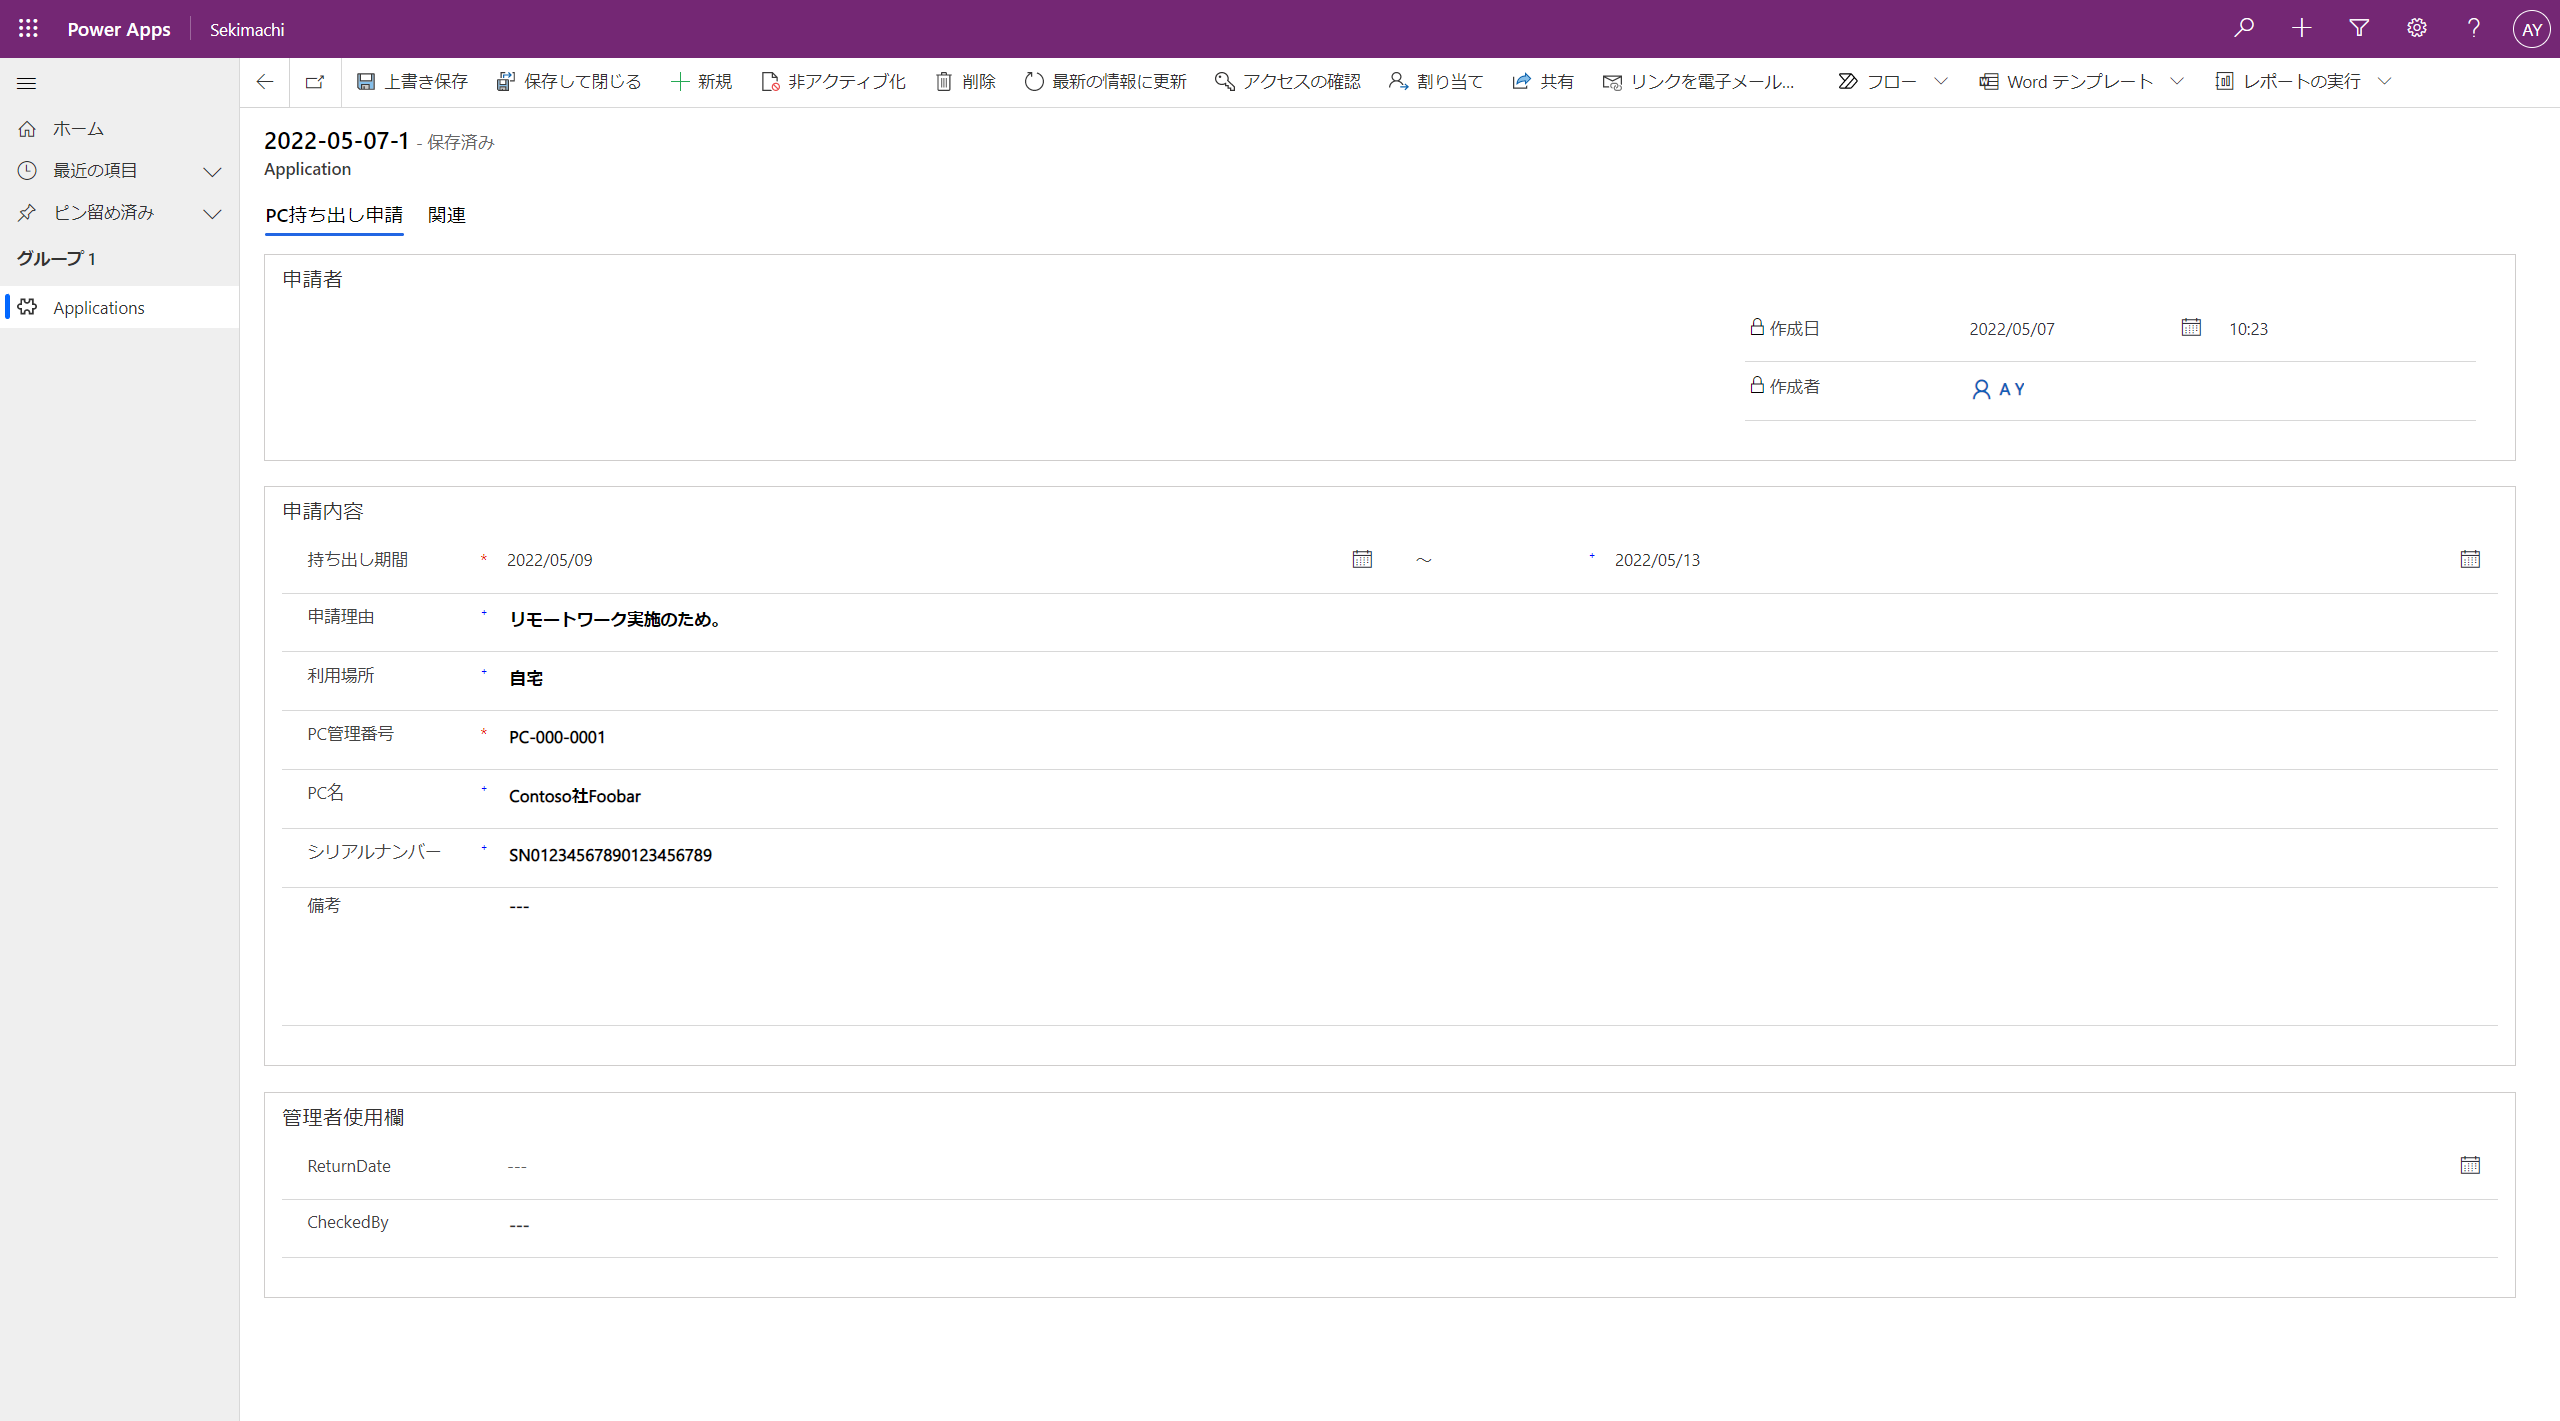 Power Apps Sekimachi AY
上書き保存 保存して閉じる 新規 非アクティブ化 削除 最新の情報に更新 アクセスの確認 割り当て 共有 リンクを電子メール... フロー Word テンプレート レポートの実行
ホーム
最近の項目
ピン留め済み
グループ 1
Applications
2022-05-07-1 - 保存済み
Application
PC持ち出し申請 関連
申請者
作成日 2022/05/07 10:23
作成者 A Y
申請内容
持ち出し期間 * 2022/05/09 ～ + 2022/05/13
申請理由 + リモートワーク実施のため。
利用場所 + 自宅
PC管理番号 * PC-000-0001
PC名 + Contoso社Foobar
シリアルナンバー + SN01234567890123456789
備考 ---
管理者使用欄
ReturnDate ---
CheckedBy ---